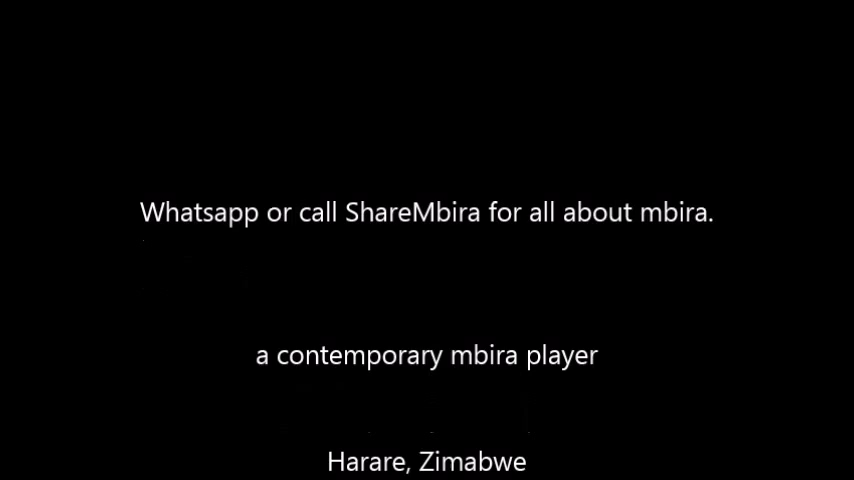 Whatsapp or call ShareMbira for all about mbira.
a contemporary mbira player
Harare, Zimabwe